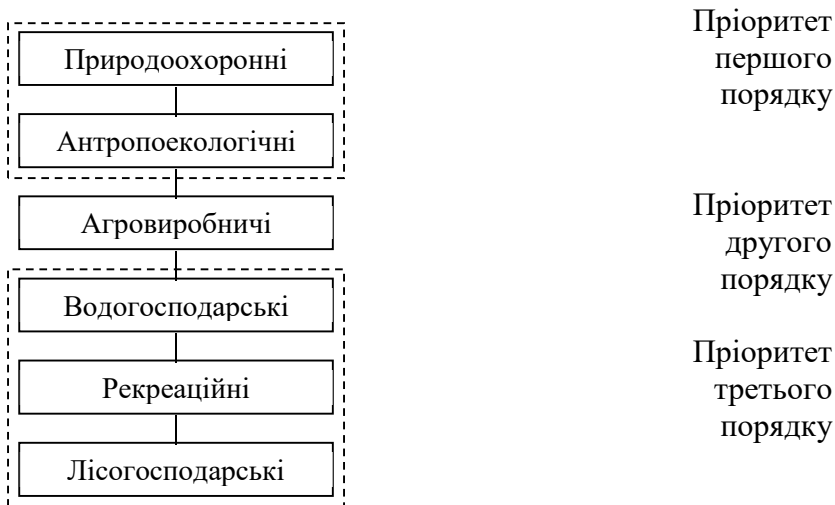 Природоохоронні
Антропоекологічні
Агровиробничі
Водогосподарські
Рекреаційні
Лісогосподарські
Пріоритет
першого
порядку
Пріоритет
другого
порядку
Пріоритет
третього
порядку